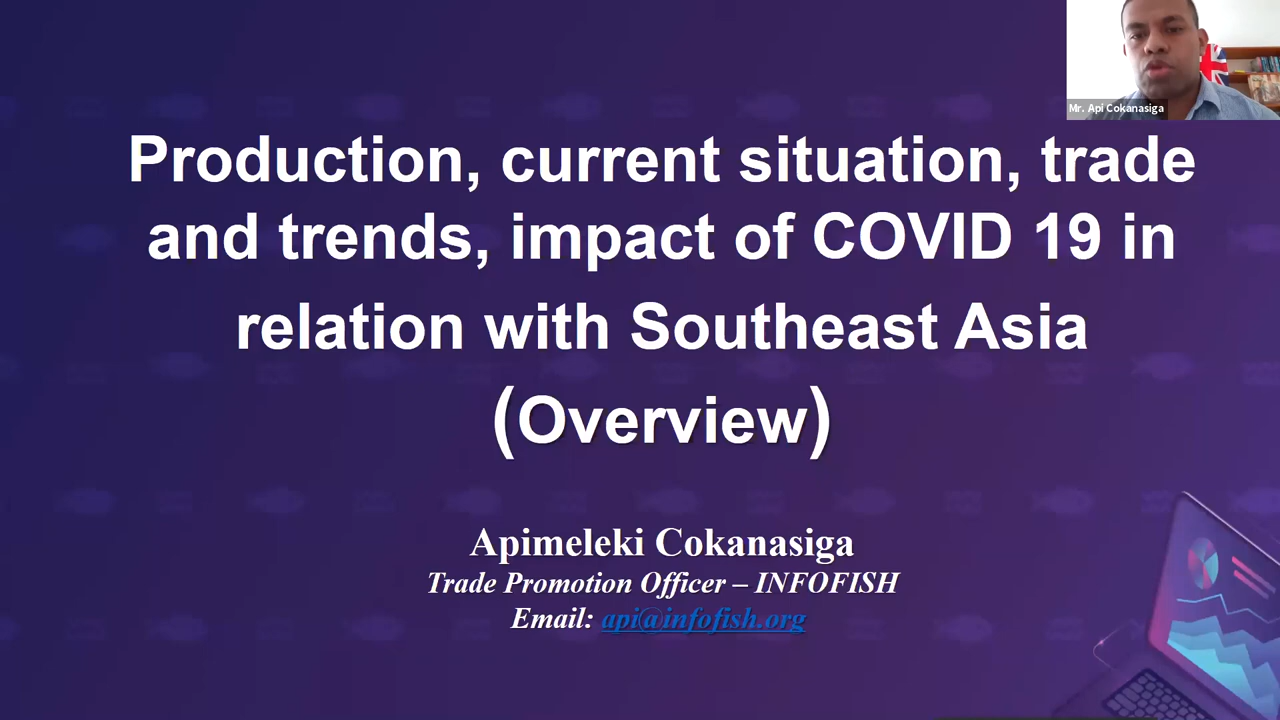 Mr. Api Cokanasiga
Production, current situation, trade
and trends, impact of COVID 19 in
relation with Southeast Asia
(Overview)
Apimeleki Cokanasiga
Trade Promotion Officer – INFOFISH
Email: api@infofish.org